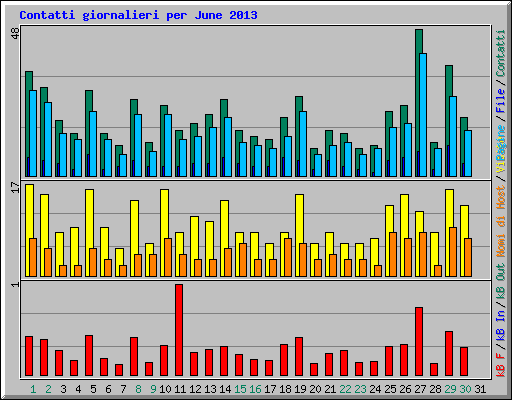 Contatti giornalieri per June 2013
48
17
1
kB F / kB In / kB Out Nomi di Host / Pagine / File / Contatti
1 2 3 4 5 6 7 8 9 10 11 12 13 14 15 16 17 18 19 20 21 22 23 24 25 26 27 28 29 30 31